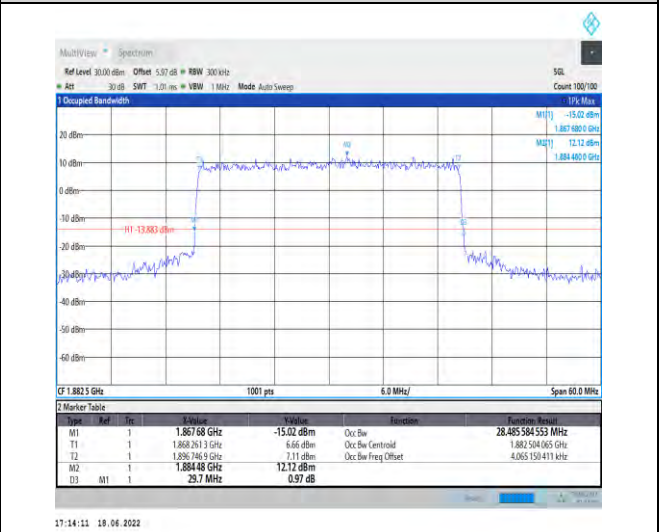 MultiView Spectrum
Ref Level 30.00 dBm Offset 5.97 dB RBW 300 kHz SGL
Att 30 dB SWT 1.01 ms VBW 1 MHz Mode Auto Sweep Count 100/100
1 Occupied Bandwidth 1Pk Max
M1[1] -15.02 dBm
1.867 680 0 GHz
M2[1] 12.12 dBm
1.884 460 0 GHz
20 dBm
M2
T1 T2
10 dBm
0 dBm
-10 dBm
M1 D3
H1 -13.883 dBm
-20 dBm
-30 dBm
-40 dBm
-50 dBm
-60 dBm
CF 1.882 5 GHz 1001 pts 6.0 MHz/ Span 60.0 MHz
2 Marker Table
Type Ref Trc X-Value Y-Value Function Function Result
M1 1 1.867 68 GHz -15.02 dBm Occ Bw 28.485 584 553 MHz
T1 1 1.868 261 3 GHz 6.66 dBm Occ Bw Centroid 1.882 504 065 GHz
T2 1 1.896 746 9 GHz 7.11 dBm Occ Bw Freq Offset 4.065 150 411 kHz
M2 1 1.884 48 GHz 12.12 dBm
D3 M1 1 29.7 MHz 0.97 dB
17:14:11 18.06.2022